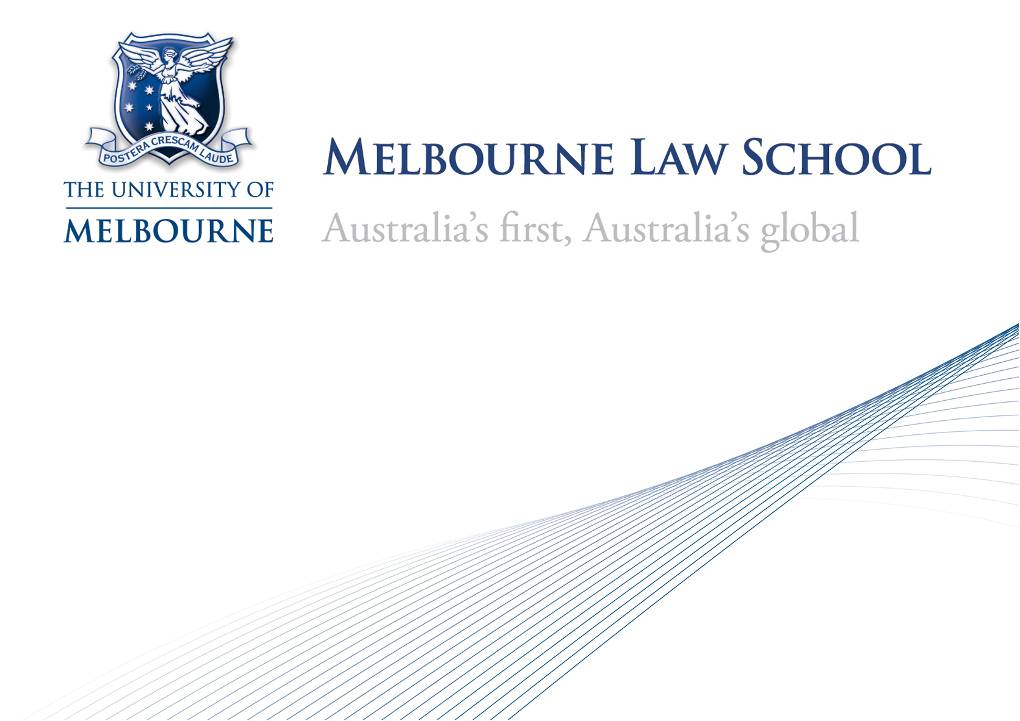 POSTERA CRESCAM LAUDE
THE UNIVERSITY OF
MELBOURNE
MELBOURNE LAW SCHOOL
Australia's first, Australia's global